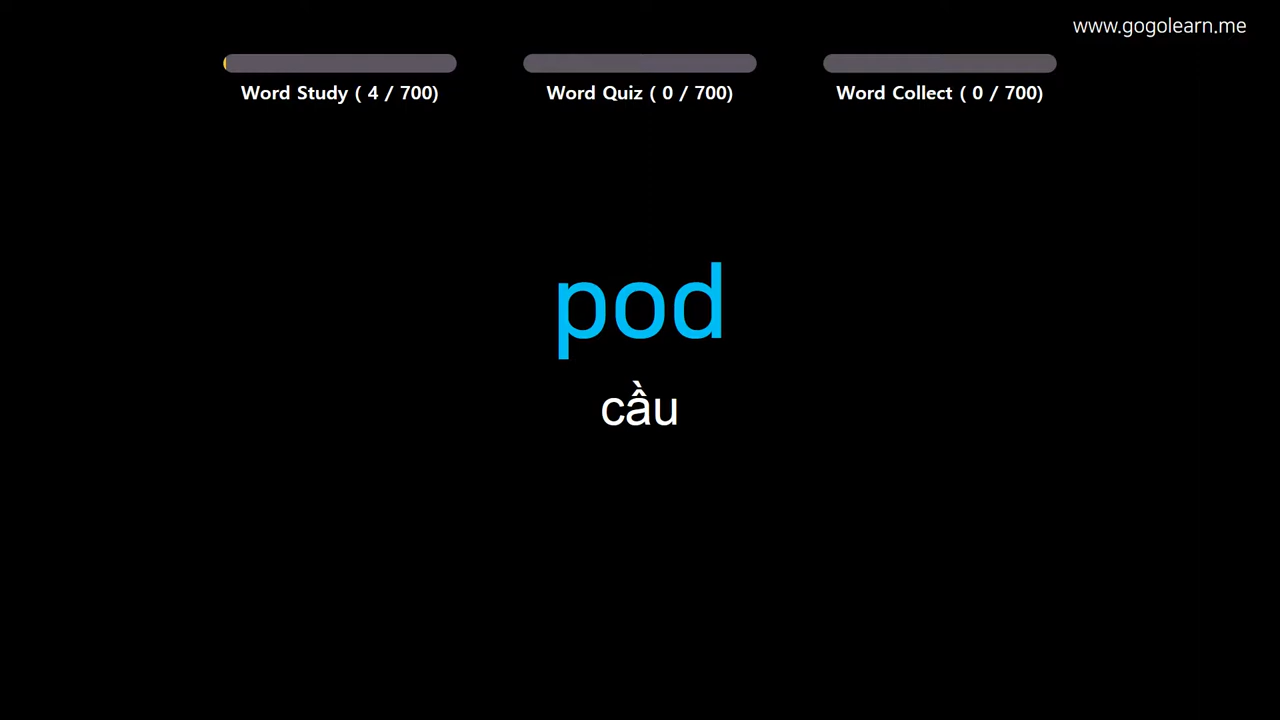 www.gogolearn.me
Word Study ( 4 / 700)
Word Quiz ( 0 / 700)
Word Collect ( 0 / 700)
pod
cầu